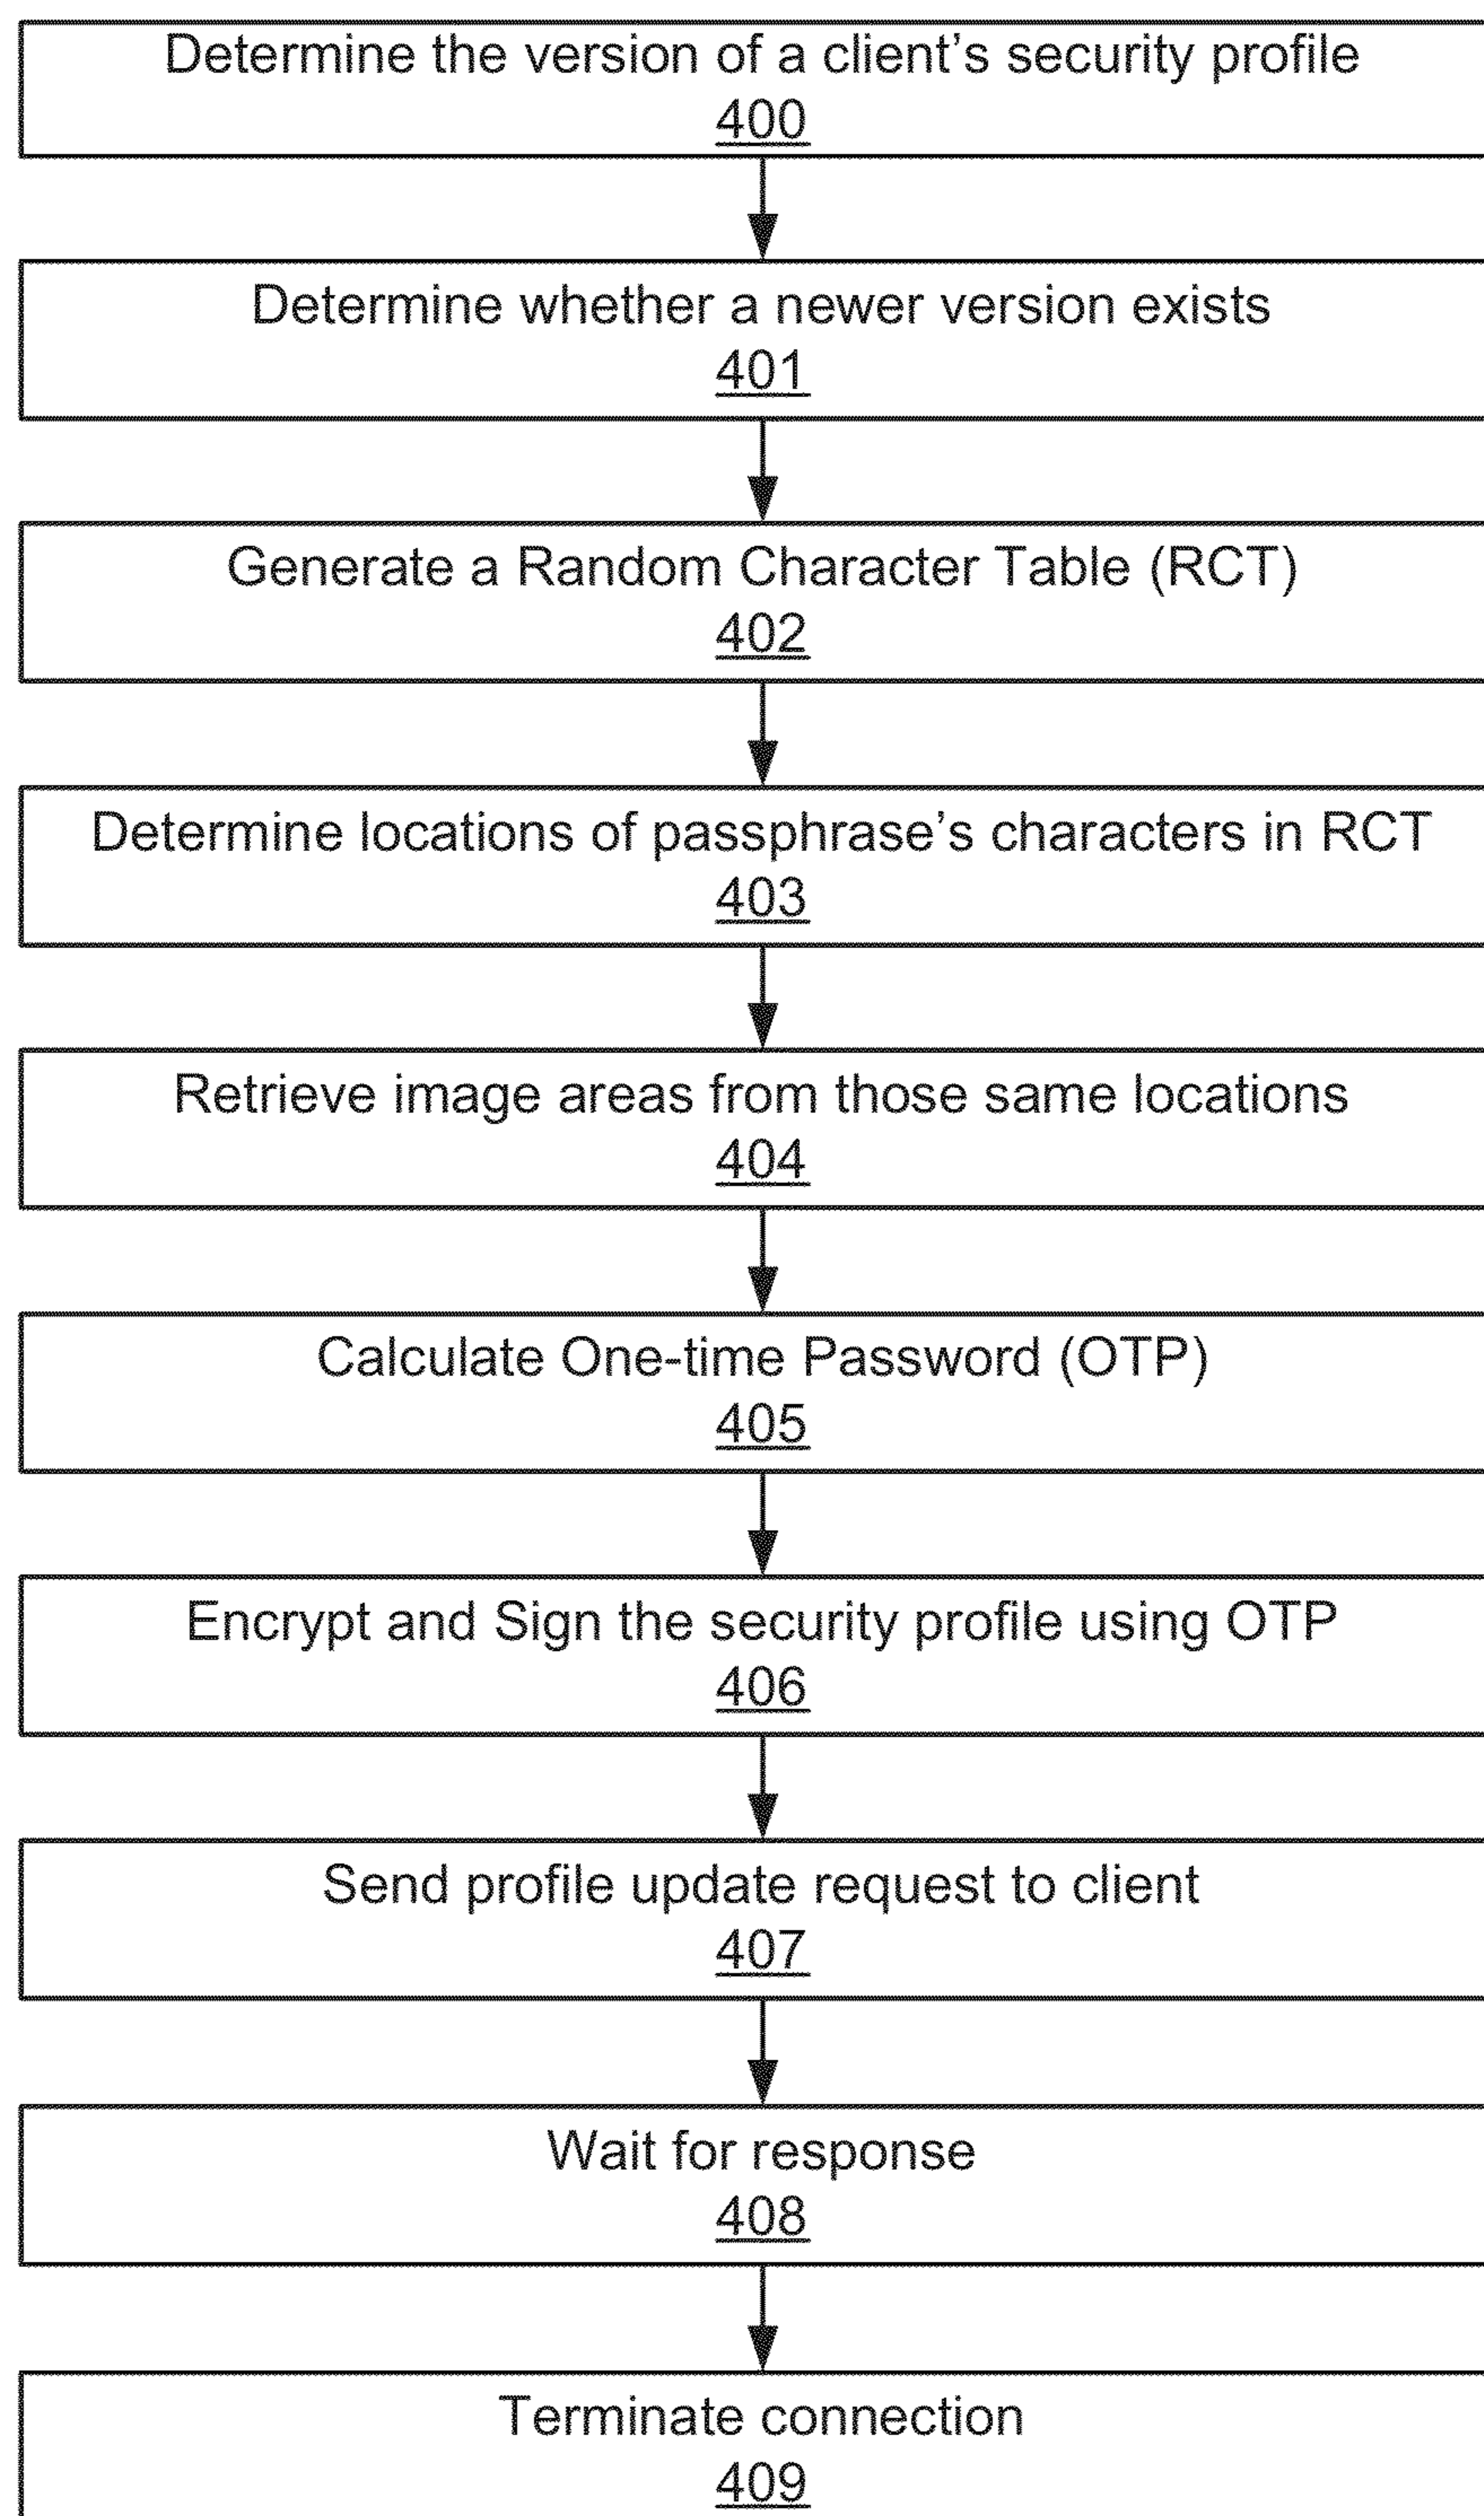 Determine the version of a client's security profile
400
Determine whether a newer version exists
401
Generate a Random Character Table (RCT)
402
Determine locations of passphrase's characters in RCT
403
Retrieve image areas from those same locations
404
Calculate One-time Password (OTP)
405
Encrypt and Sign the security profile using OTP
406
Send profile update request to client
407
Wait for response
408
Terminate connection
409